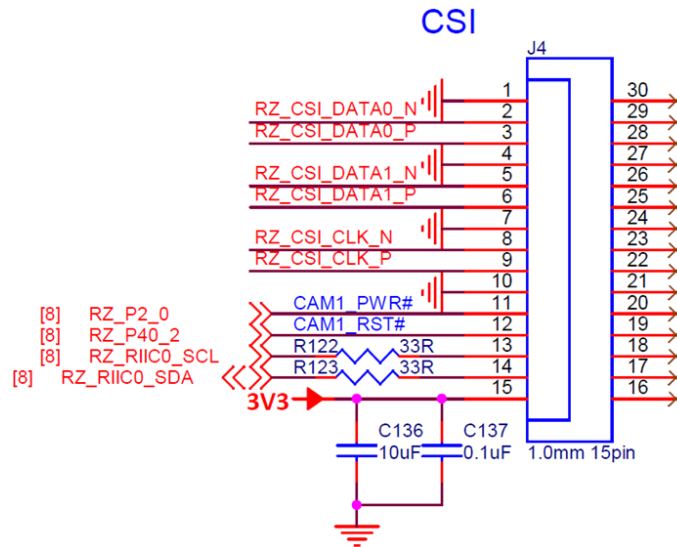 CSI
J4
1 30
RZ_CSI_DATA0_N 2 29
RZ_CSI_DATA0_P 3 28
4 27
RZ_CSI_DATA1_N 5 26
RZ_CSI_DATA1_P 6 25
7 24
RZ_CSI_CLK_N 8 23
RZ_CSI_CLK_P 9 22
10 21
[8] RZ_P2_0 CAM1_PWR# 11 20
[8] RZ_P40_2 CAM1_RST# 12 19
[8] RZ_RIIC0_SCL R122 33R 13 18
[8] RZ_RIIC0_SDA R123 33R 14 17
3V3 15 16
C136 C137 1.0mm 15pin
10uF 0.1uF